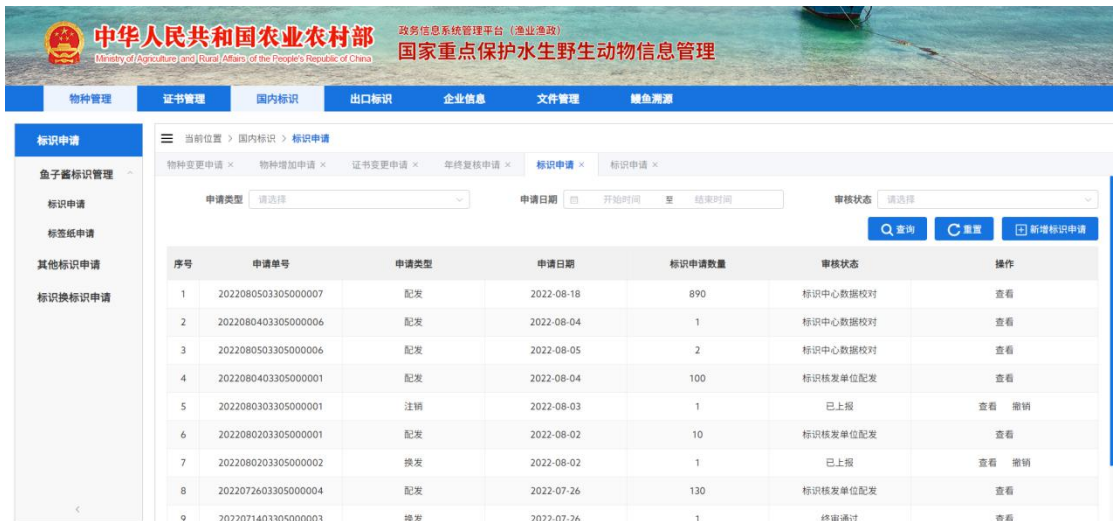 中华人民共和国农业农村部
Ministry of Agriculture and Rural Affairs of the People's Republic of China
政务信息系统管理平台（渔业渔政）
国家重点保护水生野生动物信息管理
物种管理 证书管理 国内标识 出口标识 企业信息 文件管理 鳗鱼溯源
标识申请
鱼子酱标识管理
标识申请
标签纸申请
其他标识申请
标识换标识申请
当前位置 > 国内标识 > 标识申请
物种变更申请 × 物种增加申请 × 证书变更申请 × 年终复核申请 × 标识申请 × 标识申请 ×
申请类型 请选择 申请日期 开始时间 至 结束时间 审核状态 请选择
查询 重置 新增标识申请
序号 申请单号 申请类型 申请日期 标识申请数量 审核状态 操作
1 2022080503305000007 配发 2022-08-18 890 标识中心数据校对 查看
2 2022080403305000006 配发 2022-08-04 1 标识中心数据校对 查看
3 2022080503305000006 配发 2022-08-05 2 标识中心数据校对 查看
4 2022080403305000001 配发 2022-08-04 100 标识核发单位配发 查看
5 2022080303305000001 注销 2022-08-03 1 已上报 查看 撤销
6 2022080203305000001 配发 2022-08-02 10 标识核发单位配发 查看
7 2022080203305000002 换发 2022-08-02 1 已上报 查看 撤销
8 2022072603305000004 配发 2022-07-26 130 标识核发单位配发 查看
9 2022071403305000003 换发 2022-07-26 1 终审通过 查看